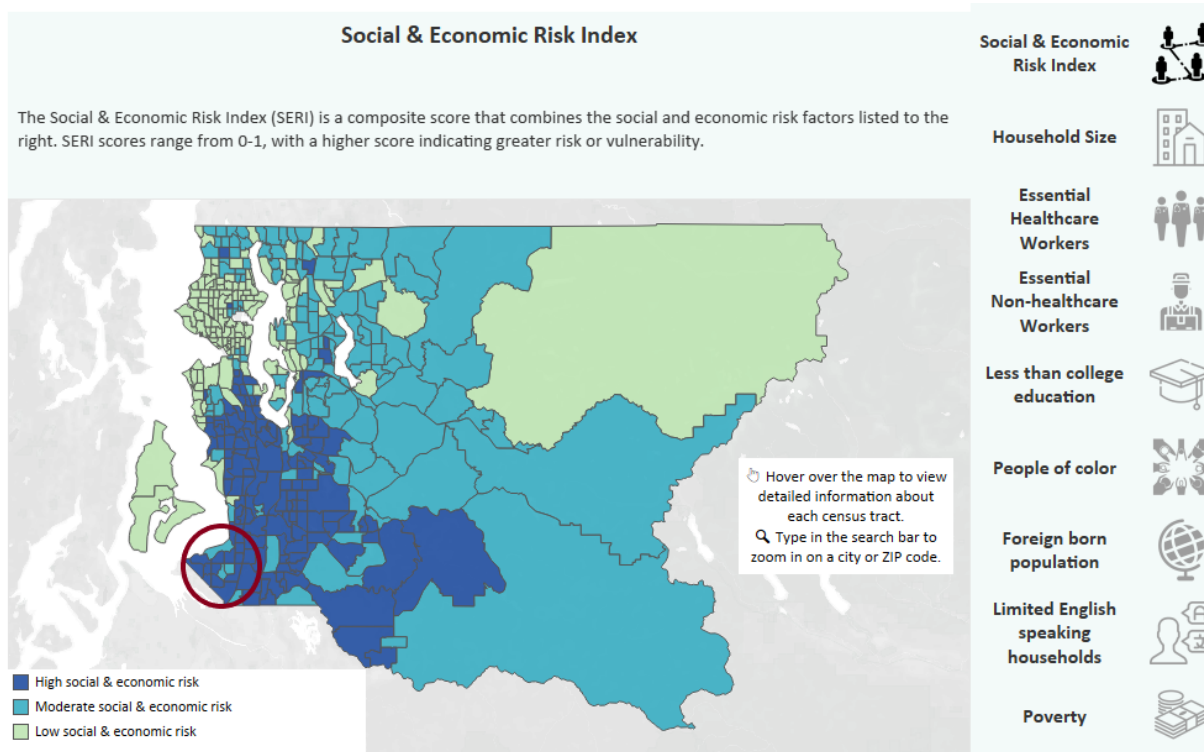 Social & Economic Risk Index
The Social & Economic Risk Index (SERI) is a composite score that combines the social and economic risk factors listed to the
right. SERI scores range from 0-1, with a higher score indicating greater risk or vulnerability.
Hover over the map to view
detailed information about
each census tract.
Type in the search bar to
zoom in on a city or ZIP code.
High social & economic risk
Moderate social & economic risk
Low social & economic risk
Social & Economic
Risk Index
Household Size
Essential
Healthcare
Workers
Essential
Non-healthcare
Workers
Less than college
education
People of color
Foreign born
population
Limited English
speaking
households
Poverty